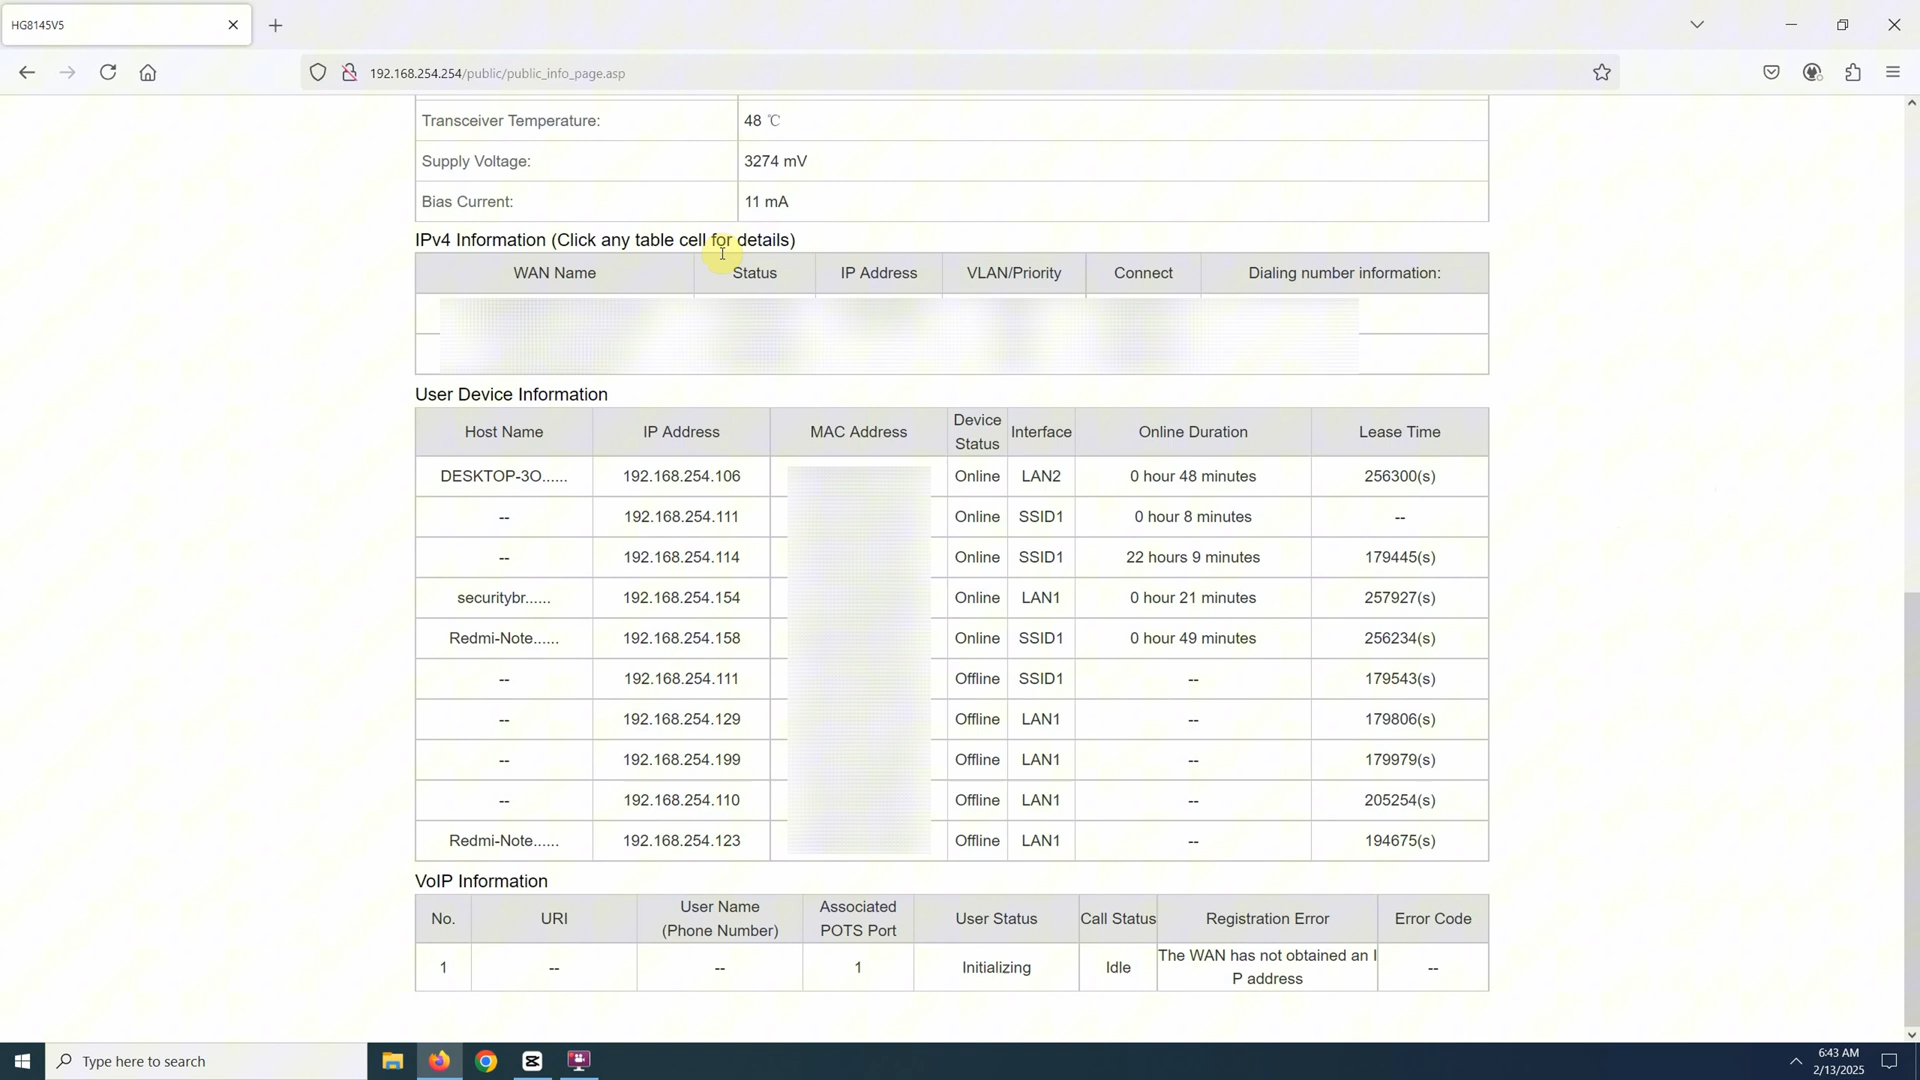 HG8145V5
192.168.254.254/public/public_info_page.asp
Transceiver Temperature: 48 ℃
Supply Voltage: 3274 mV
Bias Current: 11 mA
IPv4 Information (Click any table cell for details)
WAN Name Status IP Address VLAN/Priority Connect Dialing number information:
User Device Information
Host Name IP Address MAC Address Device Status Interface Online Duration Lease Time
DESKTOP-3O...... 192.168.254.106 Online LAN2 0 hour 48 minutes 256300(s)
-- 192.168.254.111 Online SSID1 0 hour 8 minutes --
-- 192.168.254.114 Online SSID1 22 hours 9 minutes 179445(s)
securitybr...... 192.168.254.154 Online LAN1 0 hour 21 minutes 257927(s)
Redmi-Note...... 192.168.254.158 Online SSID1 0 hour 49 minutes 256234(s)
-- 192.168.254.111 Offline SSID1 -- 179543(s)
-- 192.168.254.129 Offline LAN1 -- 179806(s)
-- 192.168.254.199 Offline LAN1 -- 179979(s)
-- 192.168.254.110 Offline LAN1 -- 205254(s)
Redmi-Note...... 192.168.254.123 Offline LAN1 -- 194675(s)
VoIP Information
No. URI User Name (Phone Number) Associated POTS Port User Status Call Status Registration Error Error Code
1 -- -- 1 Initializing Idle The WAN has not obtained an I
P address --
Type here to search
6:43 AM
2/13/2025